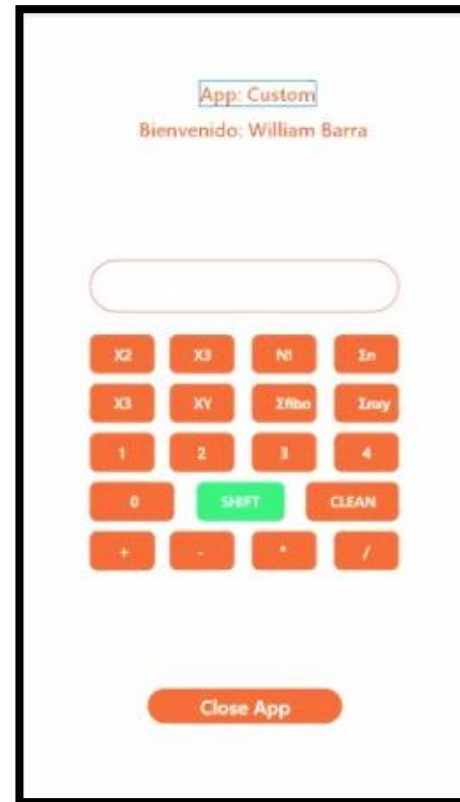 App: Custom
Bienvenido: William Barra
X2 X3 N! Σn
X3 XY Σfibo Σnxy
1 2 3 4
0 SHIFT CLEAN
+ - * /
Close App